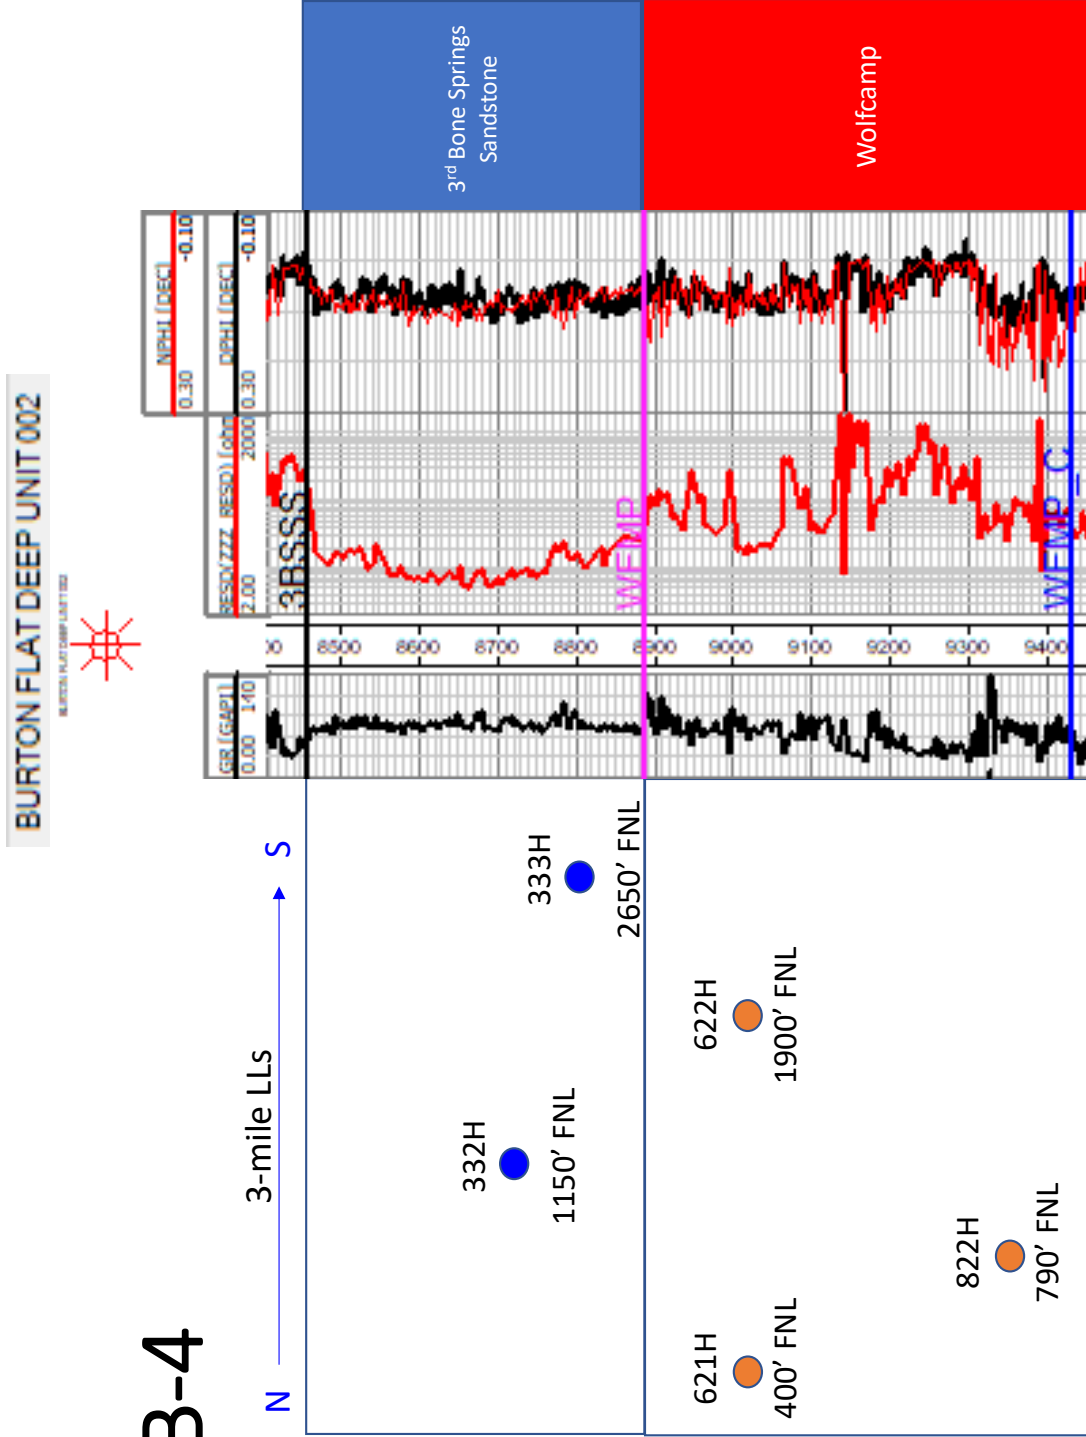 B-4
BURTON FLAT DEEP UNIT 002
N
3-mile LLs
S
332H
1150' FNL
333H
2650' FNL
621H
400' FNL
622H
1900' FNL
822H
790' FNL
GR [GAPI]
0.00 140
8500
8600
8700
8800
8900
9000
9100
9200
9300
9400
2.00 2000
NPHI [DEC]
0.30 -0.10
DPHI [DEC]
0.30 -0.10
3BSSS
WFMP
WFMP_C
3rd Bone Springs
Sandstone
Wolfcamp